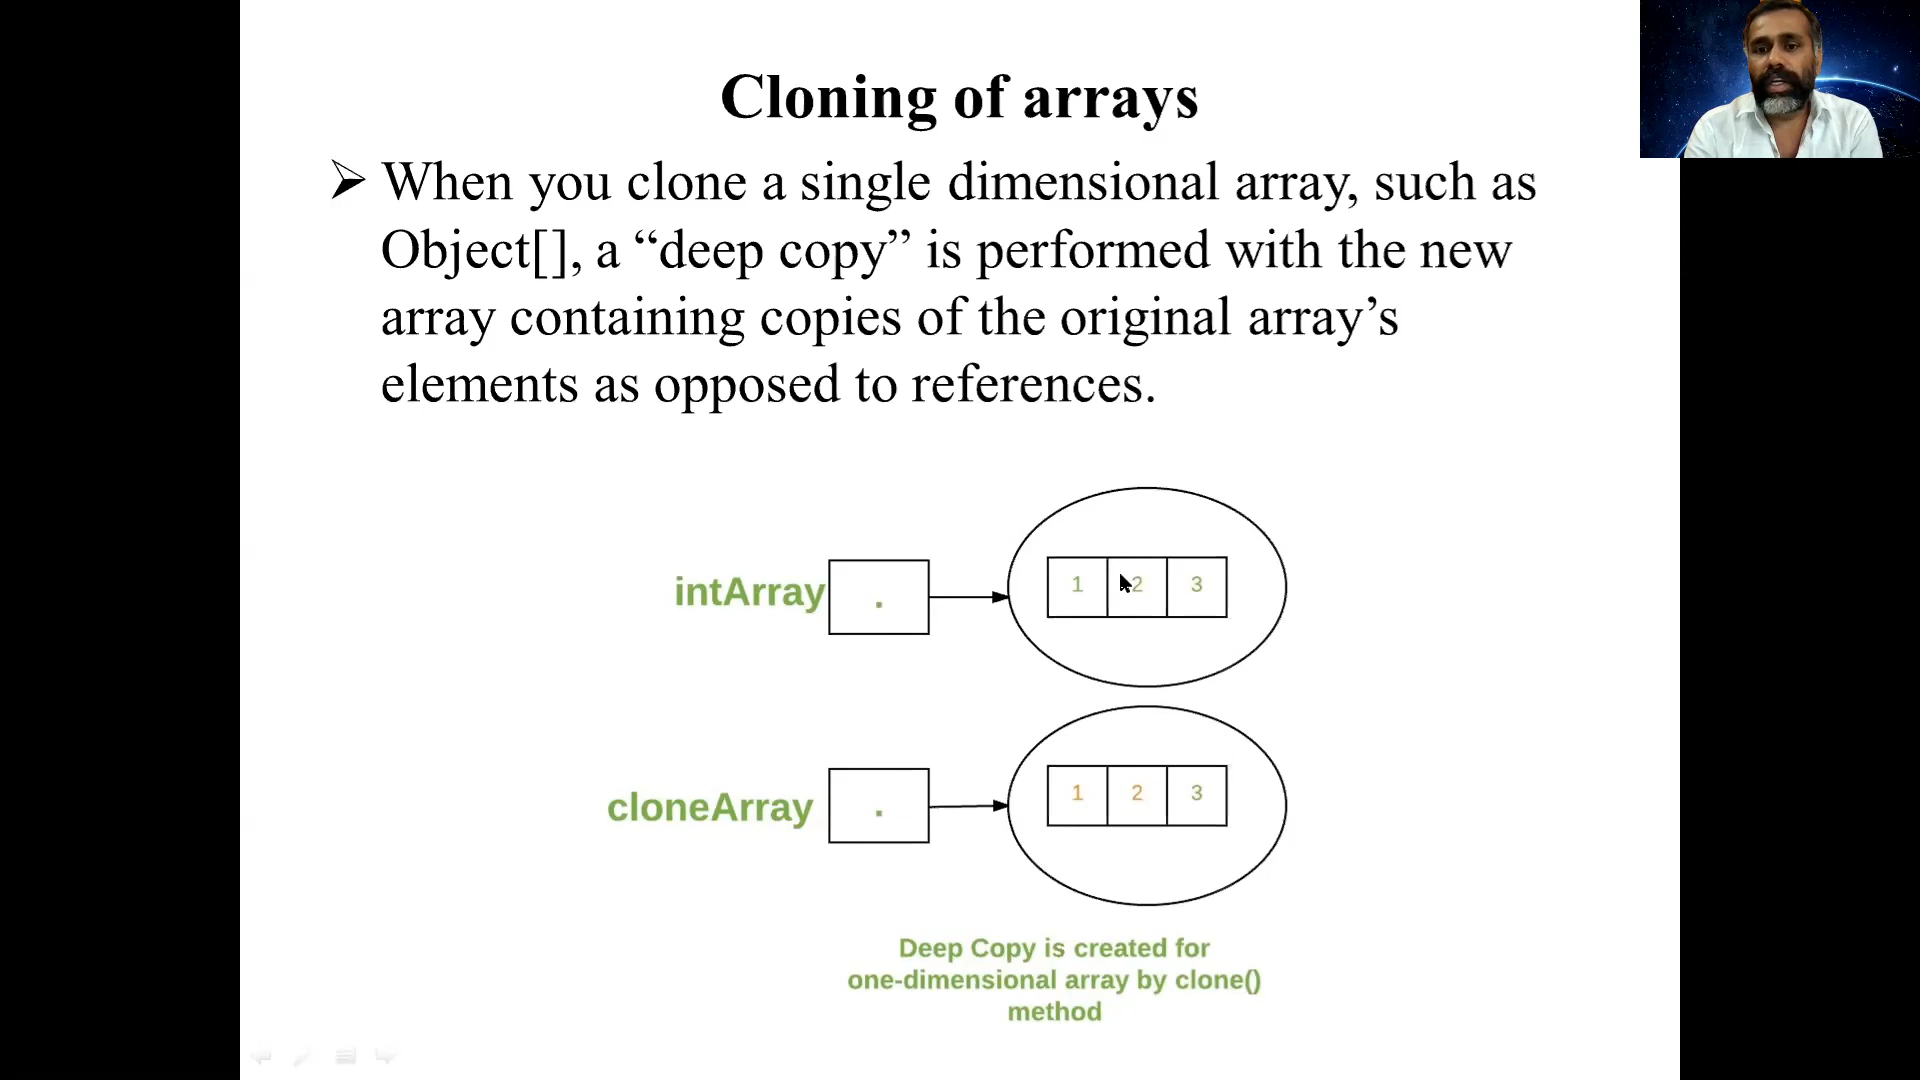 Cloning of arrays
➢ When you clone a single dimensional array, such as
Object[], a “deep copy” is performed with the new
array containing copies of the original array’s
elements as opposed to references.
intArray . 1 2 3
cloneArray . 1 2 3
Deep Copy is created for
one-dimensional array by clone()
method